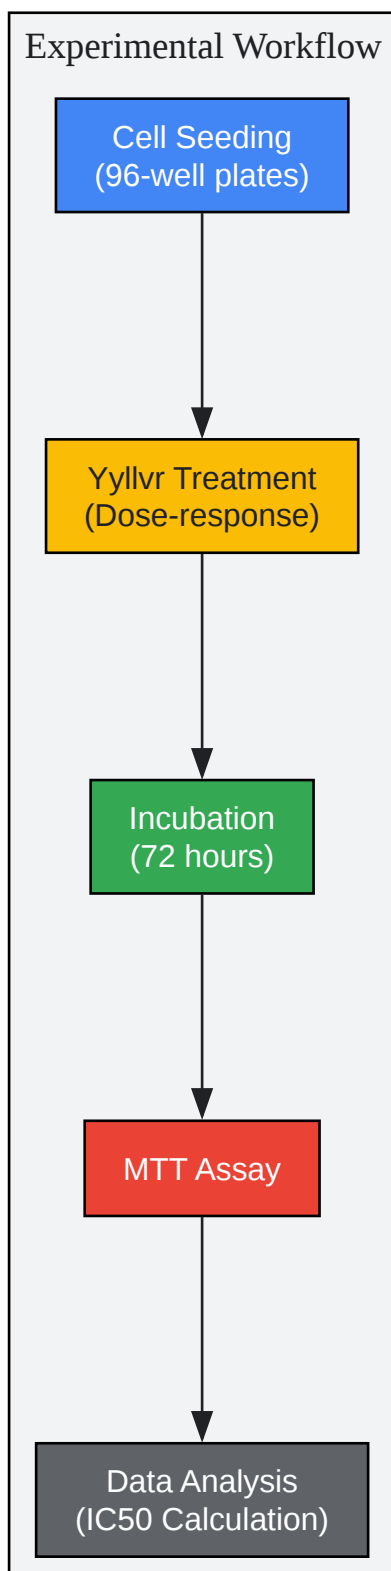 Experimental Workflow
Cell Seeding
(96-well plates)
Yyllvr Treatment
(Dose-response)
Incubation
(72 hours)
MTT Assay
Data Analysis
(IC50 Calculation)